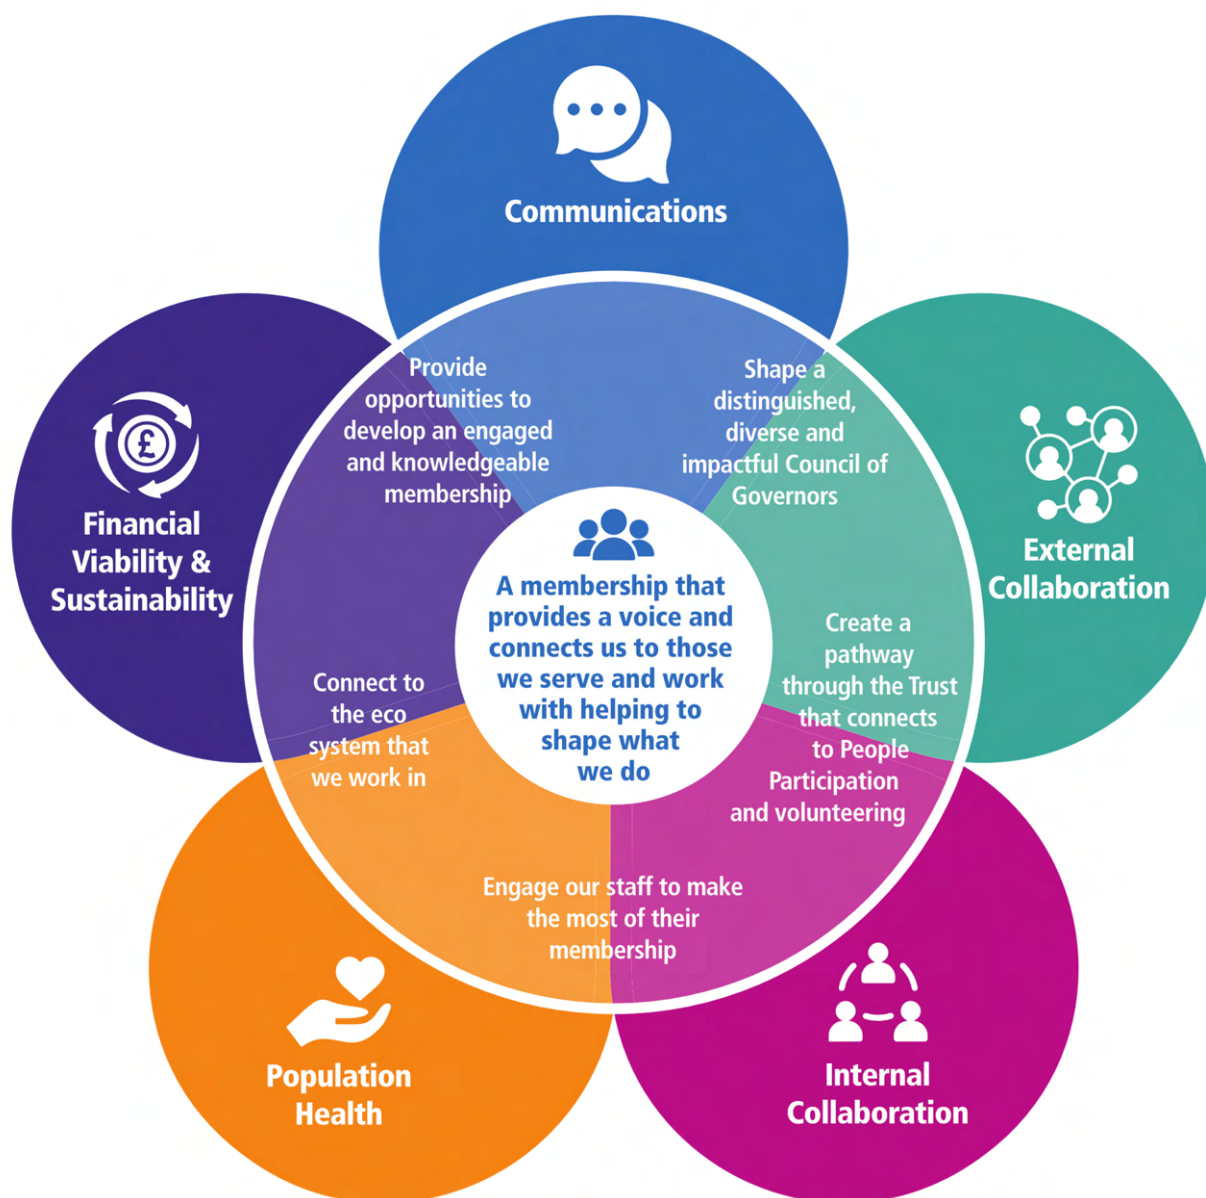 Communications
Provide
opportunities to
develop an engaged
and knowledgeable
membership
Shape a
distinguished,
diverse and
impactful Council of
Governors
£
Financial
Viability &
Sustainability
External
Collaboration
A membership that
provides a voice and
connects us to those
we serve and work
with helping to
shape what
we do
Connect to
the eco
system that
we work in
Create a
pathway
through the Trust
that connects
to People
Participation
and volunteering
Engage our staff to make
the most of their
membership
Population
Health
Internal
Collaboration